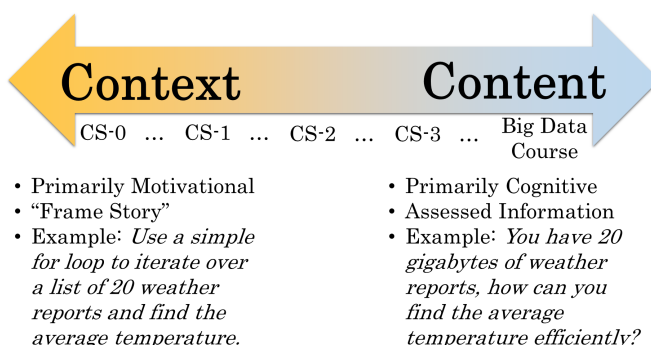 Context Content
CS-0 ... CS-1 ... CS-2 ... CS-3 ... Big Data
Course
• Primarily Motivational
• “Frame Story”
• Example: Use a simple
for loop to iterate over
a list of 20 weather
reports and find the
average temperature.
• Primarily Cognitive
• Assessed Information
• Example: You have 20
gigabytes of weather
reports, how can you
find the average
temperature efficiently?